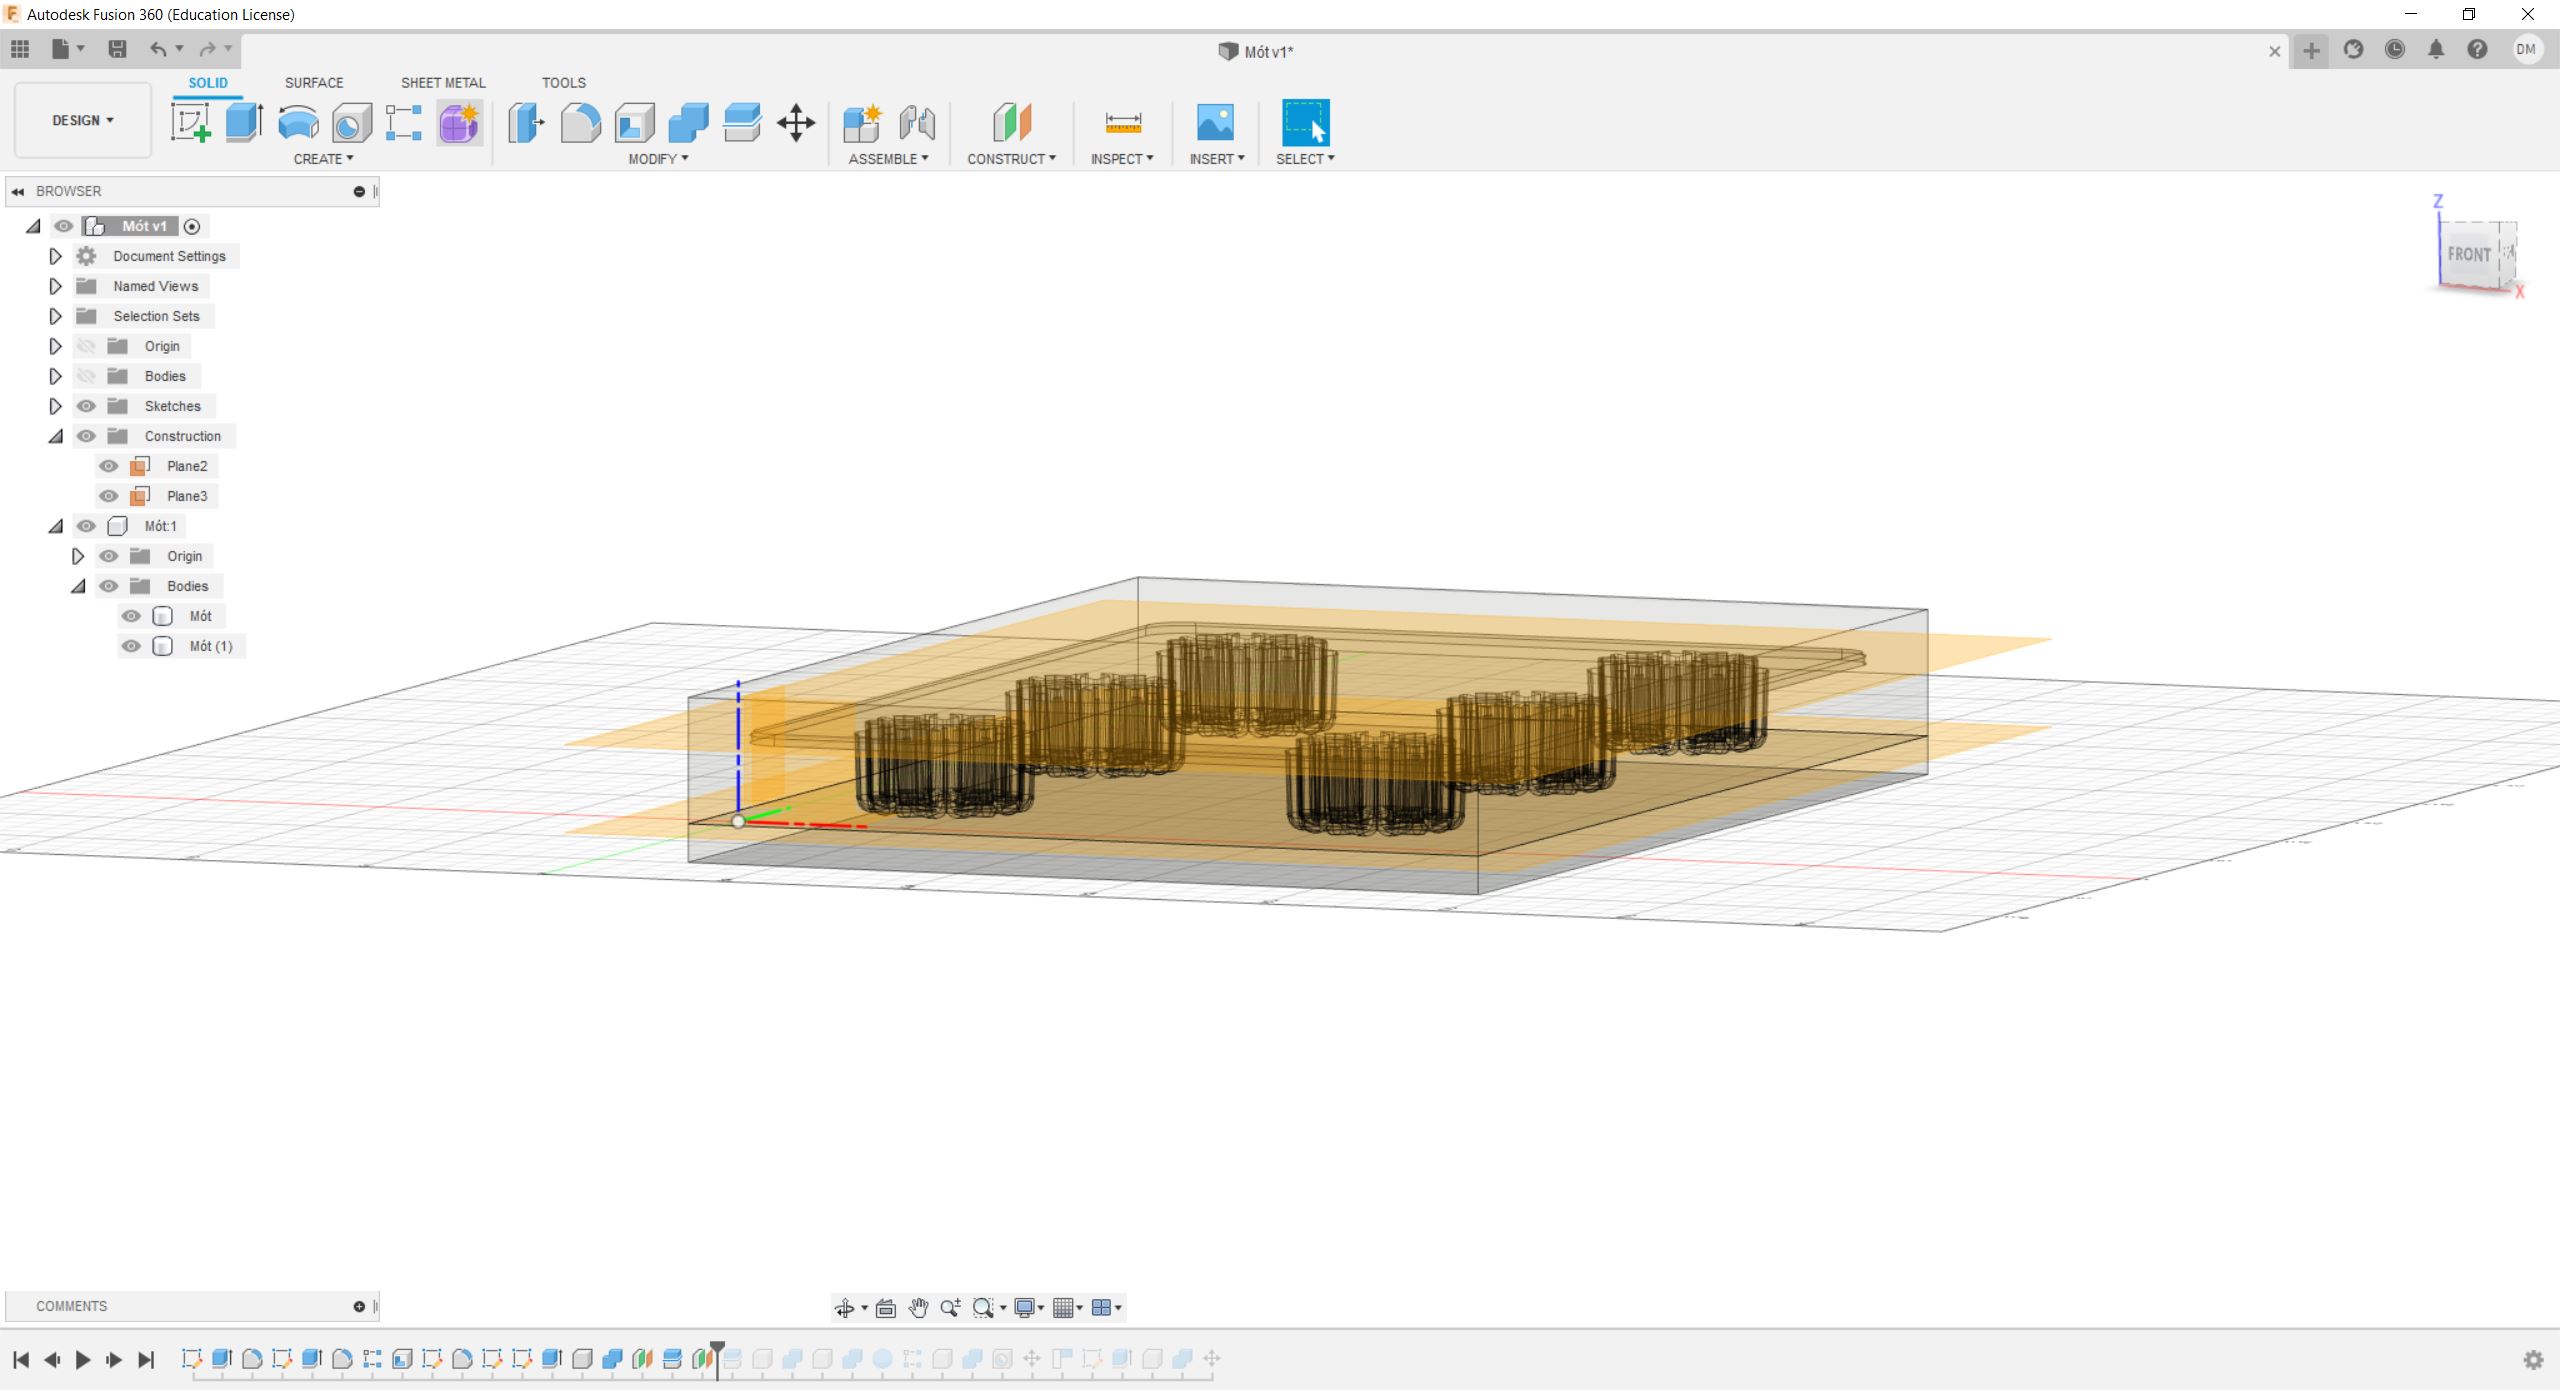 Autodesk Fusion 360 (Education License)
Mót v1*
DM
DESIGN
SOLID
SURFACE
SHEET METAL
TOOLS
CREATE
MODIFY
ASSEMBLE
CONSTRUCT
INSPECT
INSERT
SELECT
BROWSER
Mót v1
Document Settings
Named Views
Selection Sets
Origin
Bodies
Sketches
Construction
Plane2
Plane3
Mót:1
Origin
Bodies
Mót
Mót (1)
Z
FRONT
X
COMMENTS